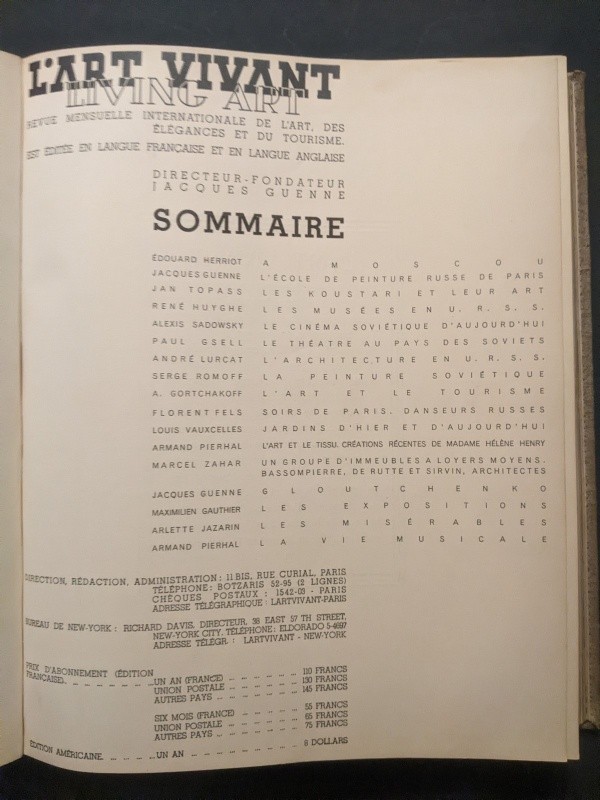 L'ART VIVANT
LIVING ART
REVUE MENSUELLE INTERNATIONALE DE L'ART, DES
ÉLÉGANCES ET DU TOURISME.
EST ÉDITÉE EN LANGUE FRANÇAISE ET EN LANGUE ANGLAISE
DIRECTEUR-FONDATEUR
JACQUES GUENNE
SOMMAIRE
ÉDOUARD HERRIOT A MOSCOU
JACQUES GUENNE L'ÉCOLE DE PEINTURE RUSSE DE PARIS
JAN TOPASS LES KOUSTARI ET LEUR ART
RENÉ HUYGHE LES MUSÉES EN U. R. S. S.
ALEXIS SADOWSKY LE CINÉMA SOVIÉTIQUE D'AUJOURD'HUI
PAUL GSELL LE THÉATRE AU PAYS DES SOVIETS
ANDRÉ LURCAT L'ARCHITECTURE EN U. R. S. S.
SERGE ROMOFF LA PEINTURE SOVIÉTIQUE
A. GORTCHAKOFF L'ART ET LE TOURISME
FLORENT FELS SOIRS DE PARIS. DANSEURS RUSSES
LOUIS VAUXCELLES JARDINS D'HIER ET D'AUJOURD'HUI
ARMAND PIERHAL L'ART ET LE TISSU. CRÉATIONS RÉCENTES DE MADAME HÉLÈNE HENRY
MARCEL ZAHAR UN GROUPE D'IMMEUBLES A LOYERS MOYENS.
BASSOMPIERRE, DE RUTTE ET SIRVIN, ARCHITECTES
JACQUES GUENNE GLOUTCHENKO
MAXIMILIEN GAUTHIER LES EXPOSITIONS
ARLETTE JAZARIN LES MISÉRABLES
ARMAND PIERHAL LA VIE MUSICALE
DIRECTION, RÉDACTION, ADMINISTRATION : 11 BIS, RUE CURIAL, PARIS
TÉLÉPHONE : BOTZARIS 52-95 (2 LIGNES)
CHÈQUES POSTAUX : 1542-03 - PARIS
ADRESSE TÉLÉGRAPHIQUE : LARTVIVANT-PARIS
BUREAU DE NEW-YORK : RICHARD DAVIS, DIRECTEUR, 38 EAST 57 TH STREET,
NEW-YORK CITY, TÉLÉPHONE : ELDORADO 5-4697
ADRESSE TÉLÉGR. : LARTVIVANT - NEW-YORK
PRIX D'ABONNEMENT (ÉDITION
FRANÇAISE). .. .. .. .. .. .. .. UN AN (FRANCE) .. .. .. .. .. 110 FRANCS
UNION POSTALE .. .. .. .. .. 130 FRANCS
AUTRES PAYS .. .. .. .. .. 145 FRANCS
SIX MOIS (FRANCE) .. .. .. .. .. 55 FRANCS
UNION POSTALE .. .. .. .. .. 65 FRANCS
AUTRES PAYS .. .. .. .. .. 75 FRANCS
ÉDITION AMÉRICAINE. .. .. .. .. UN AN .. .. .. .. .. .. .. 8 DOLLARS